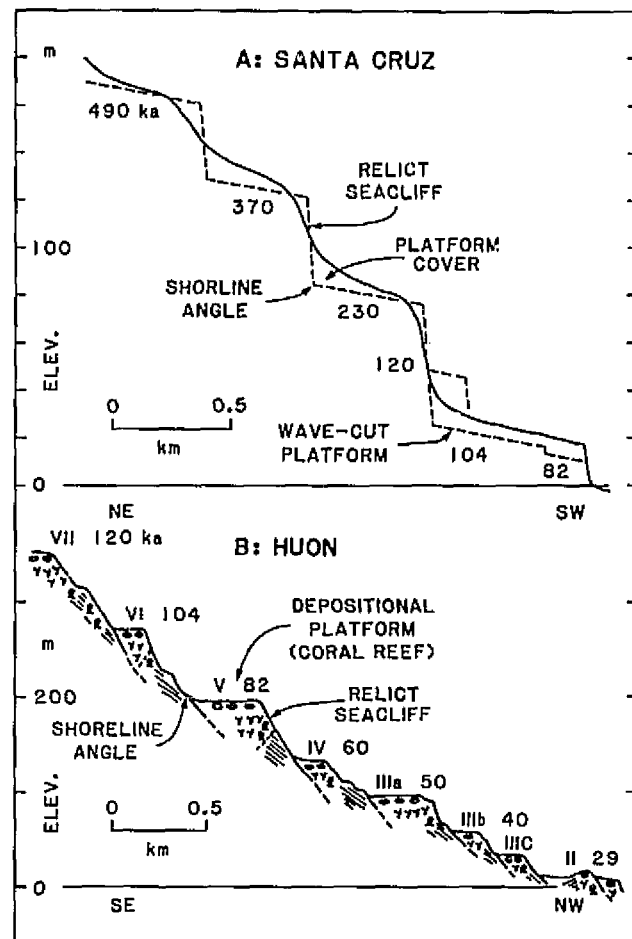 A: SANTA CRUZ
m
490 ka
370
RELICT
SEACLIFF
100
PLATFORM
COVER
SHORLINE
ANGLE
230
120
ELEV.
0 0.5
km
WAVE-CUT
PLATFORM
104
82
0
NE SW
B: HUON
VII 120 ka
VI 104
DEPOSITIONAL
PLATFORM
(CORAL REEF)
m
V 82
200
RELICT
SEACLIFF
SHORELINE
ANGLE
IV 60
IIIa 50
ELEV.
0 0.5
km
IIIb 40
IIIC
II 29
0
SE NW